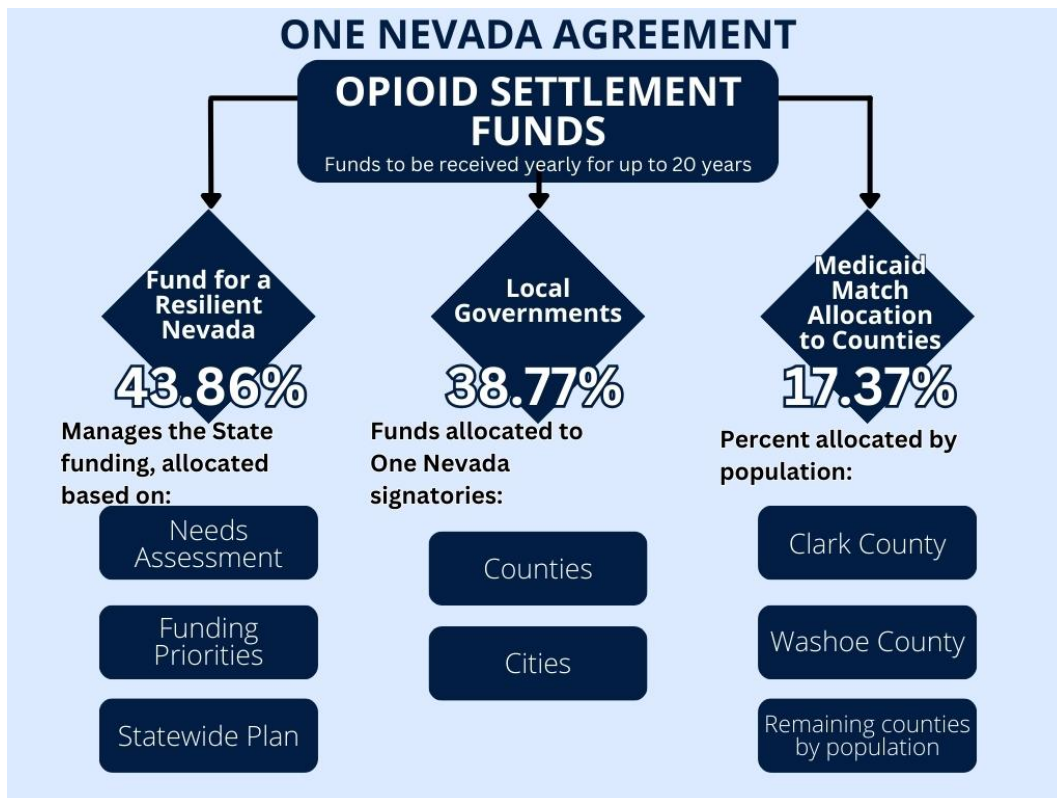 ONE NEVADA AGREEMENT
OPIOID SETTLEMENT
FUNDS
Funds to be received yearly for up to 20 years
Fund for a
Resilient
Nevada
43.86%
Manages the State
funding, allocated
based on:
Needs
Assessment
Funding
Priorities
Statewide Plan
Local
Governments
38.77%
Funds allocated to
One Nevada
signatories:
Counties
Cities
Medicaid
Match
Allocation
to Counties
17.37%
Percent allocated by
population:
Clark County
Washoe County
Remaining counties
by population